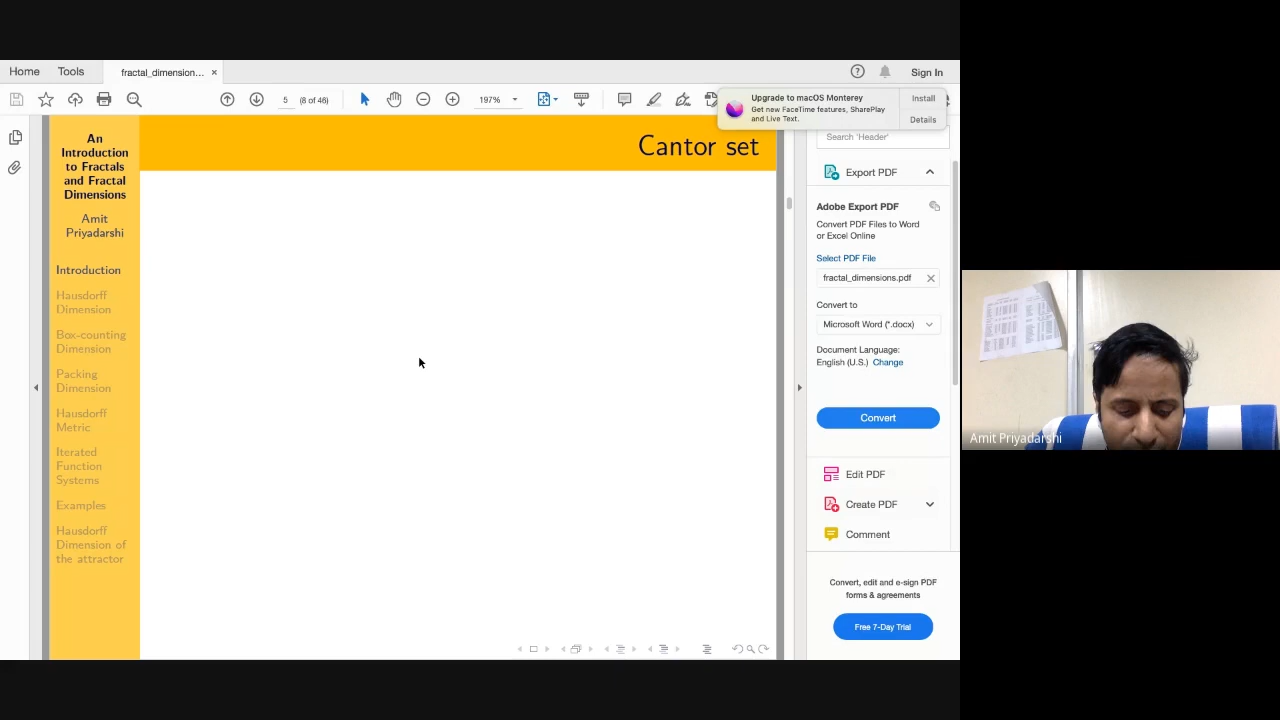 Home Tools fractal_dimension... ×
Sign In
5 (8 of 46) 197%
Upgrade to macOS Monterey
Get new FaceTime features, SharePlay
and Live Text.
Install
Details
An
Introduction
to Fractals
and Fractal
Dimensions
Amit
Priyadarshi
Introduction
Hausdorff
Dimension
Box-counting
Dimension
Packing
Dimension
Hausdorff
Metric
Iterated
Function
Systems
Examples
Hausdorff
Dimension of
the attractor
Cantor set
Search 'Header'
Export PDF
Adobe Export PDF
Convert PDF Files to Word
or Excel Online
Select PDF File
fractal_dimensions.pdf
Convert to
Microsoft Word (*.docx)
Document Language:
English (U.S.) Change
Convert
Edit PDF
Create PDF
Comment
Convert, edit and e-sign PDF
forms & agreements
Free 7-Day Trial
Amit Priyadarshi